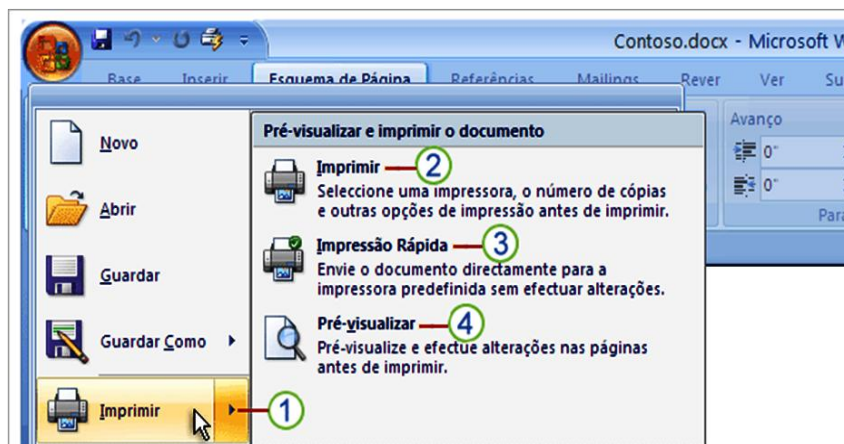 Contoso.docx - Microsoft W
Base Inserir Esquema de Página Referências Mailings Rever Ver Su
Avanço
0"
0"
Par
Novo
Abrir
Guardar
Guardar Como
Imprimir
1
Pré-visualizar e imprimir o documento
Imprimir 2
Seleccione uma impressora, o número de cópias
e outras opções de impressão antes de imprimir.
Impressão Rápida 3
Envie o documento directamente para a
impressora predefinida sem efectuar alterações.
Pré-visualizar 4
Pré-visualize e efectue alterações nas páginas
antes de imprimir.